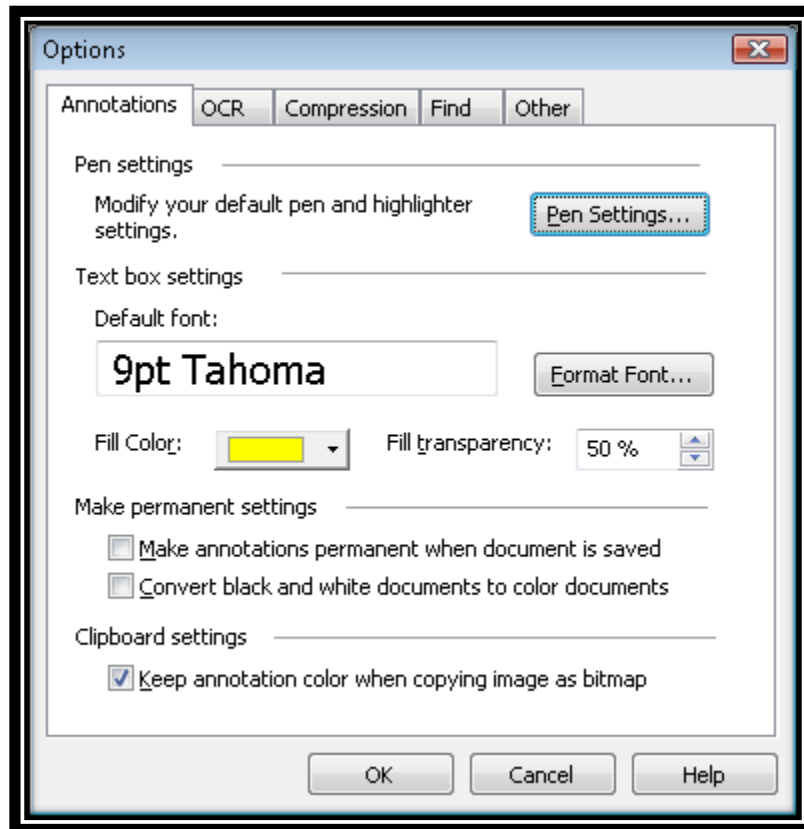 Options
Annotations OCR Compression Find Other
Pen settings
Modify your default pen and highlighter
settings.
Pen Settings...
Text box settings
Default font:
9pt Tahoma
Format Font...
Fill Color: Fill transparency: 50 %
Make permanent settings
Make annotations permanent when document is saved
Convert black and white documents to color documents
Clipboard settings
Keep annotation color when copying image as bitmap
OK Cancel Help